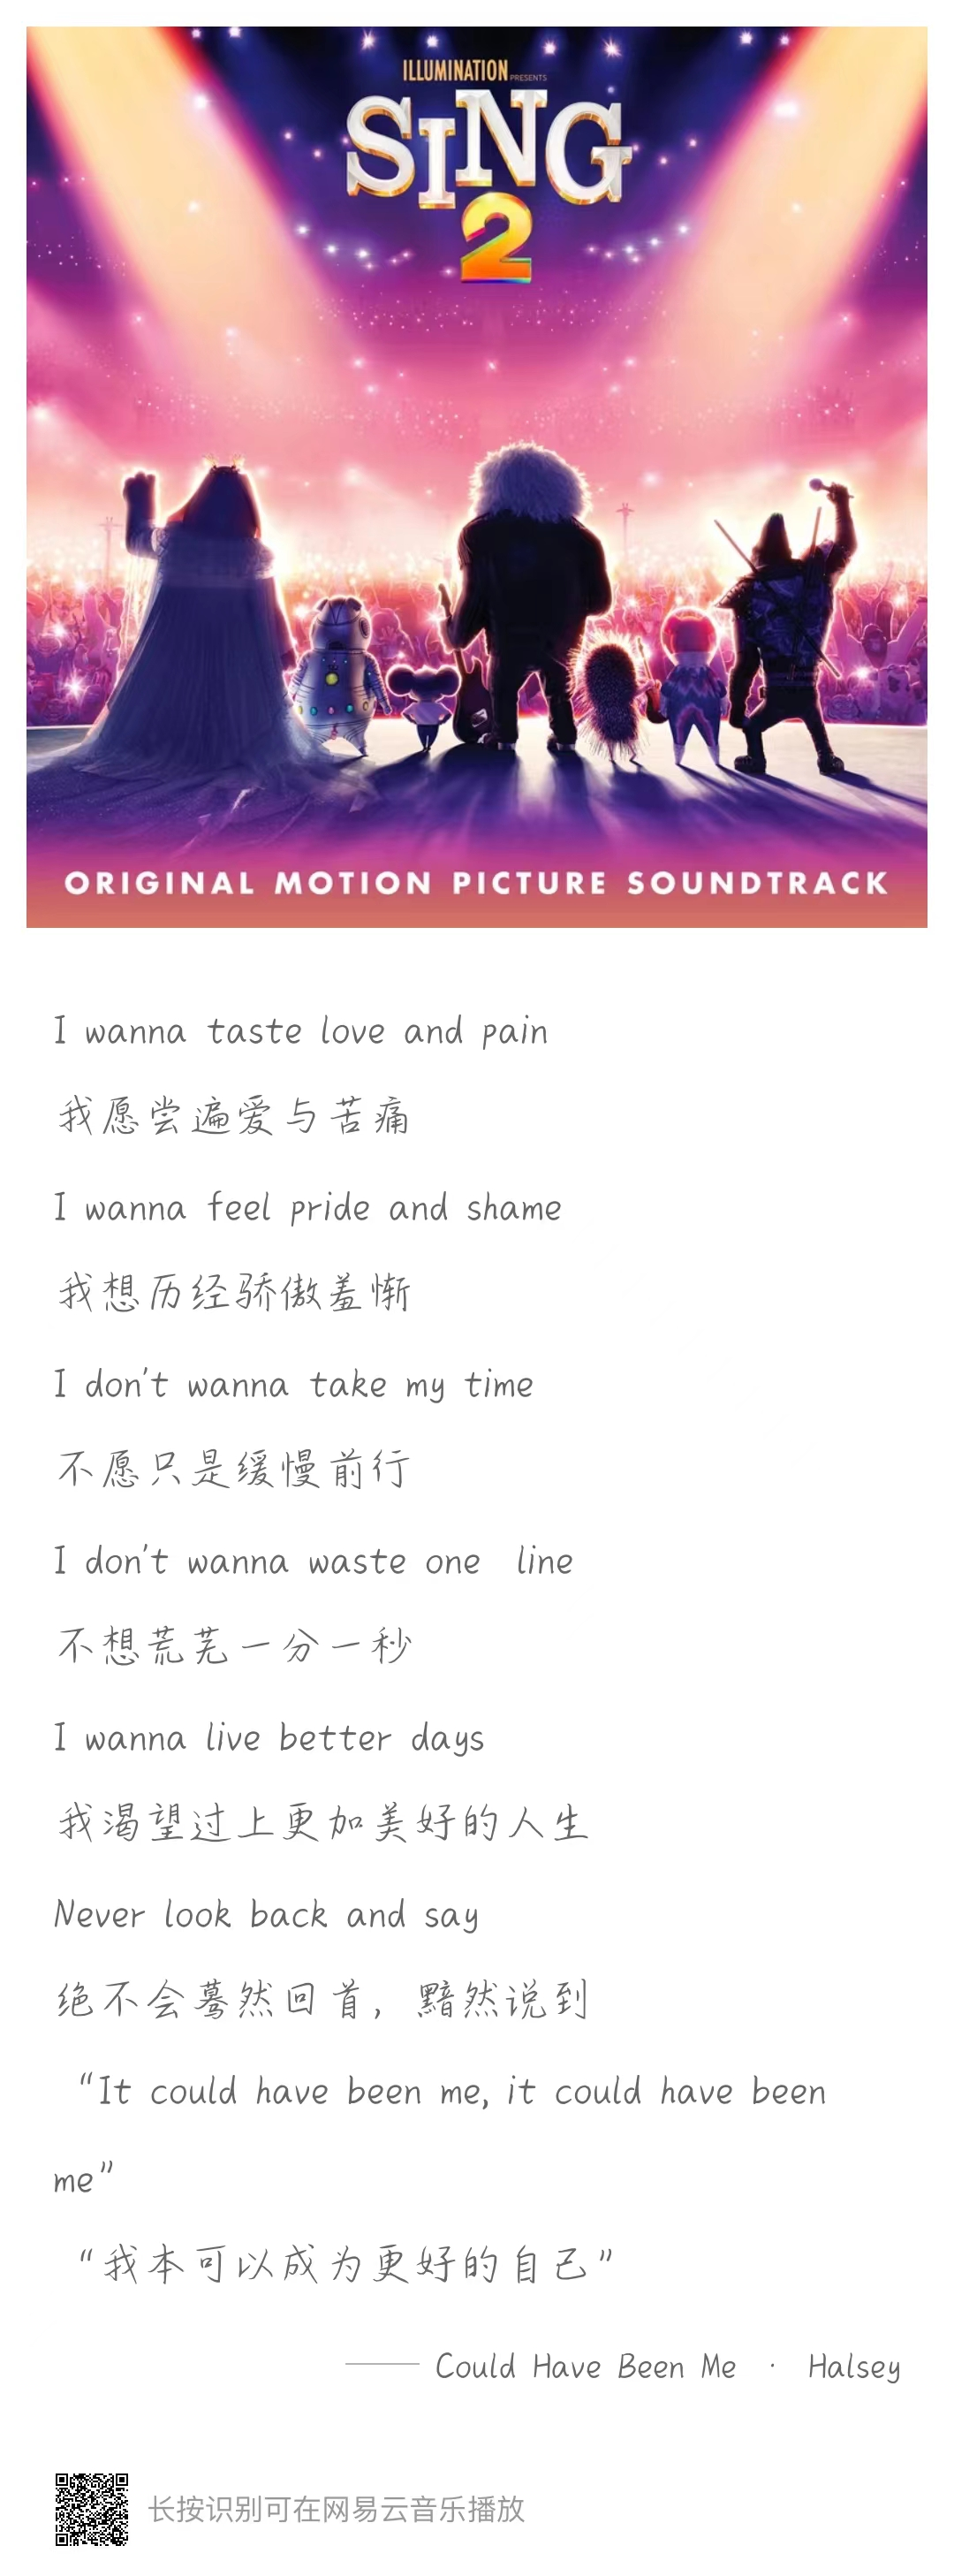 ILLUMINATION PRESENTS
SING
2
ORIGINAL MOTION PICTURE SOUNDTRACK
I wanna taste love and pain
我愿尝遍爱与苦痛
I wanna feel pride and shame
我想历经骄傲羞惭
I don't wanna take my time
不愿只是缓慢前行
I don't wanna waste one  line
不想荒芜一分一秒
I wanna live better days
我渴望过上更加美好的人生
Never look back and say
绝不会蓦然回首，黯然说到
“It could have been me, it could have been
me”
“我本可以成为更好的自己”
—— Could Have Been Me · Halsey
长按识别可在网易云音乐播放